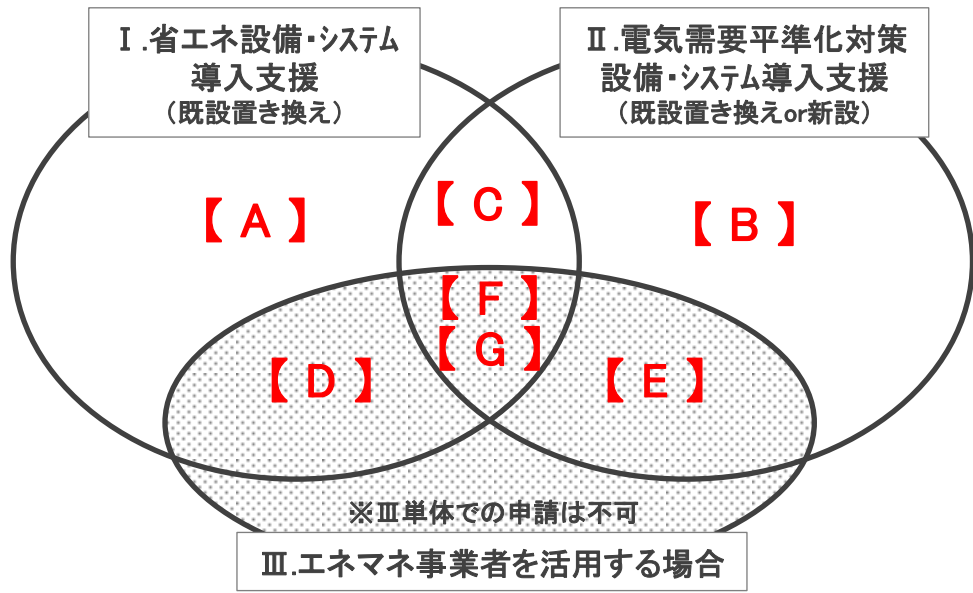 Ⅰ.省エネ設備・システム
導入支援
（既設置き換え）
Ⅱ.電気需要平準化対策
設備・システム導入支援
（既設置き換えor新設）
【 A 】
【 C 】
【 B 】
【 F 】
【 G 】
【 D 】
【 E 】
※Ⅲ単体での申請は不可
Ⅲ.エネマネ事業者を活用する場合